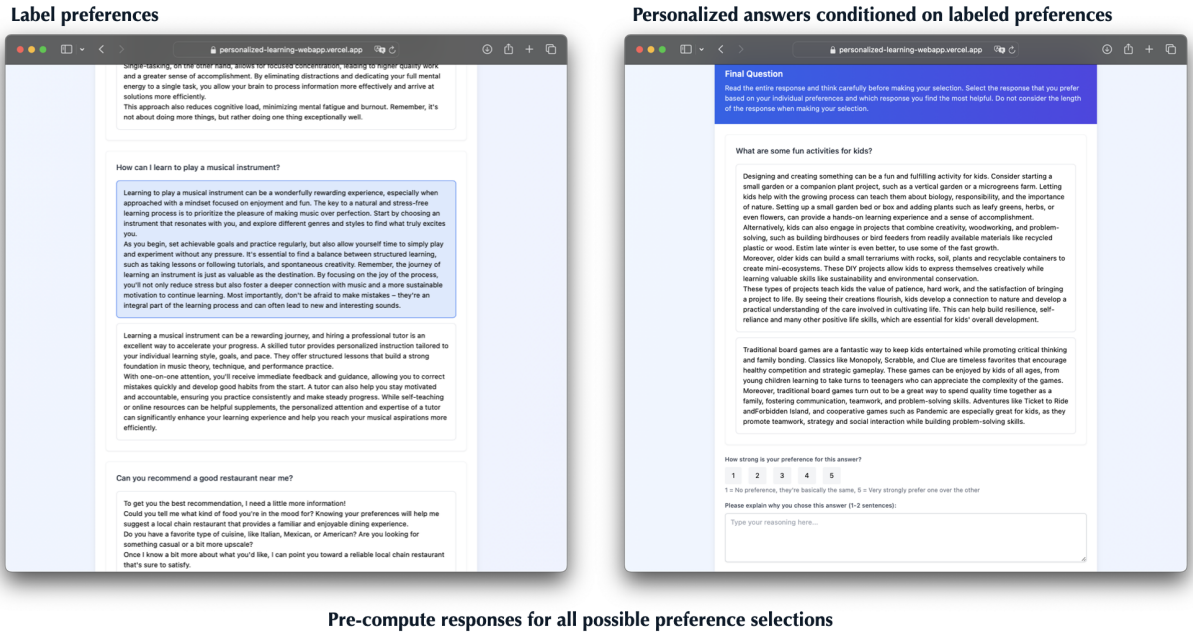 Label preferences
personalized-learning-webapp.vercel.app
Single-tasking, on the other hand, allows for focused concentration, leading to higher quality work
and a greater sense of accomplishment. By eliminating distractions and dedicating your full mental
energy to a single task, you allow your brain to process information more effectively and arrive at
solutions more efficiently.
This approach also reduces cognitive load, minimizing mental fatigue and burnout. Remember, it's
not about doing more things, but rather doing one thing exceptionally well.
How can I learn to play a musical instrument?
Learning to play a musical instrument can be a wonderfully rewarding experience, especially when
approached with a mindset focused on enjoyment and fun. The key to a natural and stress-free
learning process is to prioritize the pleasure of making music over perfection. Start by choosing an
instrument that resonates with you, and explore different genres and styles to find what truly excites
you.
As you begin, set achievable goals and practice regularly, but also allow yourself time to simply play
and experiment without any pressure. It's essential to find a balance between structured learning,
such as taking lessons or following tutorials, and spontaneous creativity. Remember, the journey of
learning an instrument is just as valuable as the destination. By focusing on the joy of the process,
you'll not only reduce stress but also foster a deeper connection with music and a more sustainable
motivation to continue learning. Most importantly, don't be afraid to make mistakes – they're an
integral part of the learning process and can often lead to new and interesting sounds.
Learning a musical instrument can be a rewarding journey, and hiring a professional tutor is an
excellent way to accelerate your progress. A skilled tutor provides personalized instruction tailored to
your individual learning style, goals, and pace. They offer structured lessons that build a strong
foundation in music theory, technique, and performance practice.
With one-on-one attention, you'll receive immediate feedback and guidance, allowing you to correct
mistakes quickly and develop good habits from the start. A tutor can also help you stay motivated
and accountable, ensuring you practice consistently and make steady progress. While self-teaching
or online resources can be helpful supplements, the personalized attention and expertise of a tutor
can significantly enhance your learning experience and help you reach your musical aspirations more
efficiently.
Can you recommend a good restaurant near me?
To get you the best recommendation, I need a little more information!
Could you tell me what kind of food you're in the mood for? Knowing your preferences will help me
suggest a local chain restaurant that provides a familiar and enjoyable dining experience.
Do you have a favorite type of cuisine, like Italian, Mexican, or American? Are you looking for
something casual or a bit more upscale?
Once I know a bit more about what you'd like, I can point you toward a reliable local chain restaurant
that's sure to satisfy.
Personalized answers conditioned on labeled preferences
personalized-learning-webapp.vercel.app
Final Question
Read the entire response and think carefully before making your selection. Select the response that you prefer
based on your individual preferences and which response you find the most helpful. Do not consider the length
of the response when making your selection.
What are some fun activities for kids?
Designing and creating something can be a fun and fulfilling activity for kids. Consider starting a
small garden or a companion plant project, such as a vertical garden or a microgreens farm. Letting
kids help with the growing process can teach them about biology, responsibility, and the importance
of nature. Setting up a small garden bed or box and adding plants such as leafy greens, herbs, or
even flowers, can provide a hands-on learning experience and a sense of accomplishment.
Alternatively, kids can also engage in projects that combine creativity, woodworking, and problem-
solving, such as building birdhouses or bird feeders from readily available materials like recycled
plastic or wood. Estim late winter is even better, to use some of the fast growth.
Moreover, older kids can build a small terrariums with rocks, soil, plants and recyclable containers to
create mini-ecosystems. These DIY projects allow kids to express themselves creatively while
learning valuable skills like sustainability and environmental conservation.
These types of projects teach kids the value of patience, hard work, and the satisfaction of bringing
a project to life. By seeing their creations flourish, kids develop a connection to nature and develop a
practical understanding of the care involved in cultivating life. This can help build resilience, self-
reliance and many other positive life skills, which are essential for kids' overall development.
Traditional board games are a fantastic way to keep kids entertained while promoting critical thinking
and family bonding. Classics like Monopoly, Scrabble, and Clue are timeless favorites that encourage
healthy competition and strategic gameplay. These games can be enjoyed by kids of all ages, from
young children learning to take turns to teenagers who can appreciate the complexity of the games.
Moreover, traditional board games turn out to be a great way to spend quality time together as a
family, fostering communication, teamwork, and problem-solving skills. Adventures like Ticket to Ride
andForbidden Island, and cooperative games such as Pandemic are especially great for kids, as they
promote teamwork, strategy and social interaction while building problem-solving skills.
How strong is your preference for this answer?
1 2 3 4 5
1 = No preference, they're basically the same, 5 = Very strongly prefer one over the other
Please explain why you chose this answer (1-2 sentences):
Type your reasoning here...
Pre-compute responses for all possible preference selections